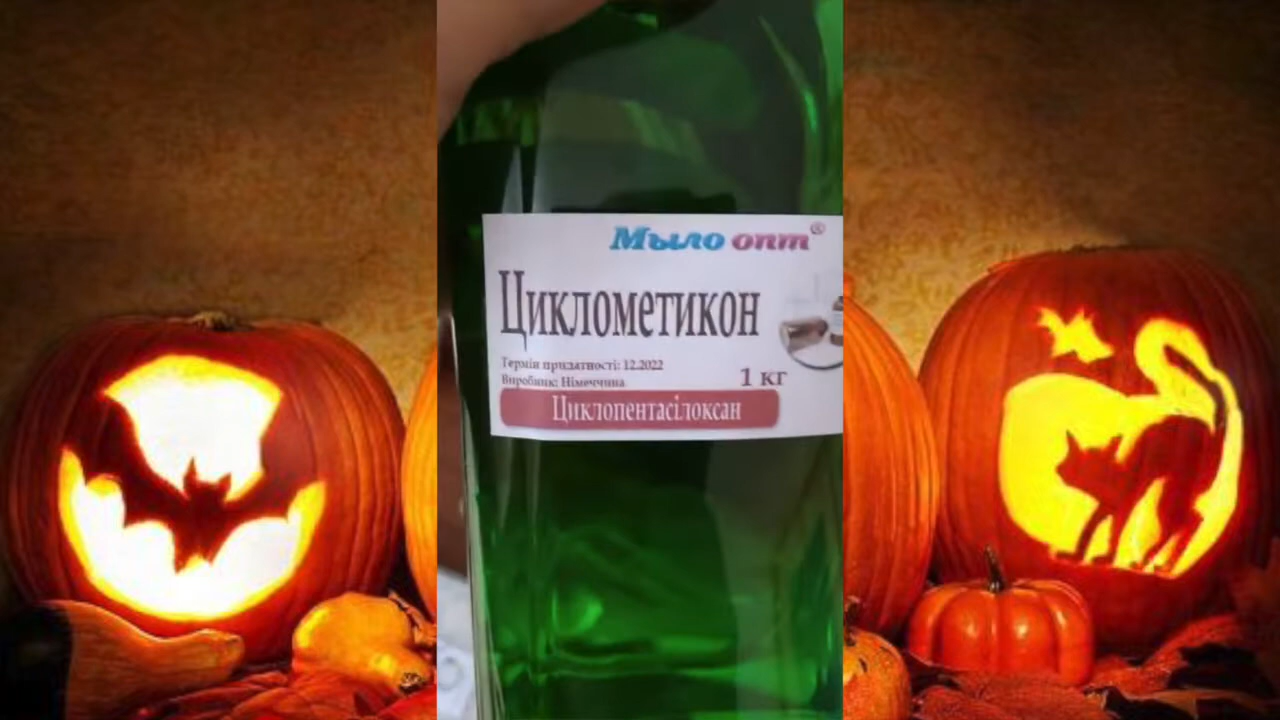 Мыло опт®
Циклометикон
Термін придатності: 12.2022
Виробник: Німеччина
1 кг
Циклопентасілоксан